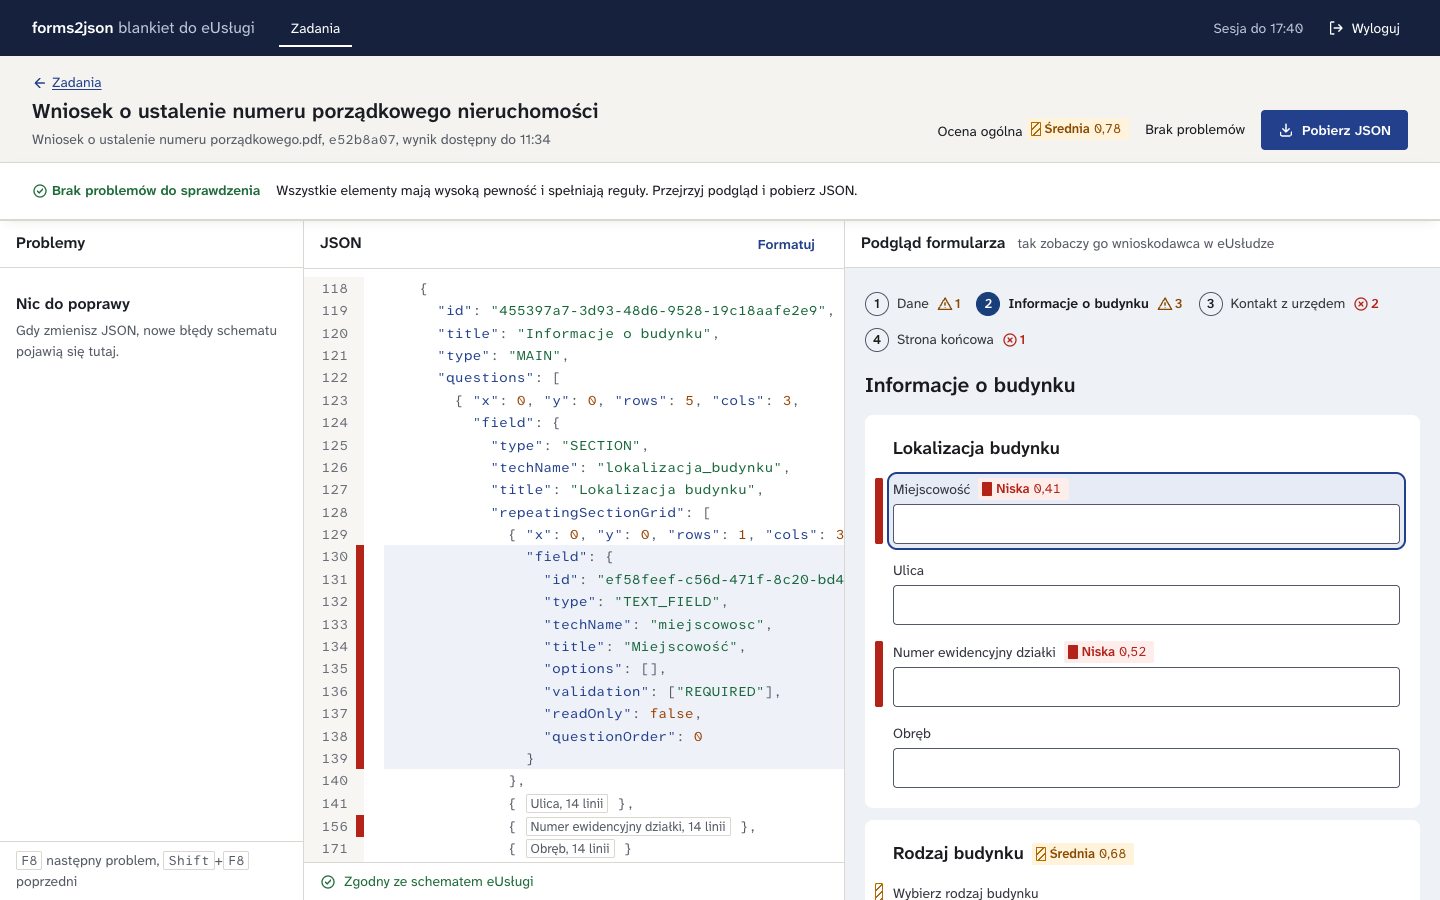 forms2json blankiet do eUsługi
Zadania
Sesja do 17:40
Wyloguj
Zadania
Wniosek o ustalenie numeru porządkowego nieruchomości
Wniosek o ustalenie numeru porządkowego.pdf, e52b8a07, wynik dostępny do 11:34
Ocena ogólna Średnia 0,78
Brak problemów
Pobierz JSON
Brak problemów do sprawdzenia Wszystkie elementy mają wysoką pewność i spełniają reguły. Przejrzyj podgląd i pobierz JSON.
Problemy
Nic do poprawy
Gdy zmienisz JSON, nowe błędy schematu
pojawią się tutaj.
F8 następny problem, Shift+F8
poprzedni
JSON
Formatuj
118 {
119 "id": "455397a7-3d93-48d6-9528-19c18aafe2e9",
120 "title": "Informacje o budynku",
121 "type": "MAIN",
122 "questions": [
123 { "x": 0, "y": 0, "rows": 5, "cols": 3,
124 "field": {
125 "type": "SECTION",
126 "techName": "lokalizacja_budynku",
127 "title": "Lokalizacja budynku",
128 "repeatingSectionGrid": [
129 { "x": 0, "y": 0, "rows": 1, "cols": 3
130 "field": {
131 "id": "ef58feef-c56d-471f-8c20-bd4
132 "type": "TEXT_FIELD",
133 "techName": "miejscowosc",
134 "title": "Miejscowość",
135 "options": [],
136 "validation": ["REQUIRED"],
137 "readOnly": false,
138 "questionOrder": 0
139 }
140 },
141 { Ulica, 14 linii },
156 { Numer ewidencyjny działki, 14 linii },
171 { Obręb, 14 linii }
Zgodny ze schematem eUsługi
Podgląd formularza tak zobaczy go wnioskodawca w eUsłudze
1 Dane 1 2 Informacje o budynku 3 3 Kontakt z urzędem 2
4 Strona końcowa 1
Informacje o budynku
Lokalizacja budynku
Miejscowość Niska 0,41
Ulica
Numer ewidencyjny działki Niska 0,52
Obręb
Rodzaj budynku Średnia 0,68
Wybierz rodzaj budynku